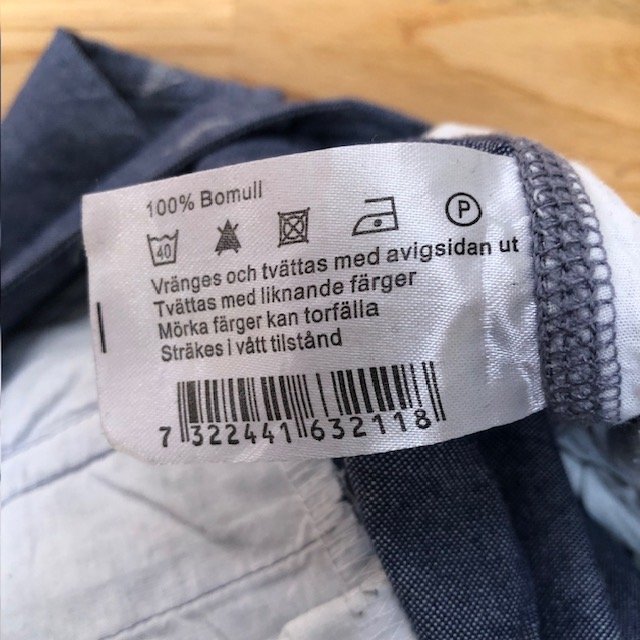 100% Bomull
40 P
Vränges och tvättas med avigsidan ut
Tvättas med liknande färger
Mörka färger kan torfälla
Sträkes i vått tilstånd
7 322441 632118